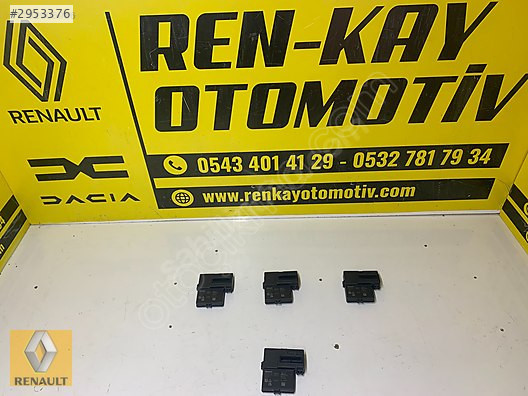 #2953376
REN-KAY
OTOMOTİV
RENAULT
DACIA
0543 401 41 29 - 0532 781 79 34
www.renkayotomotiv.com
RENAULT